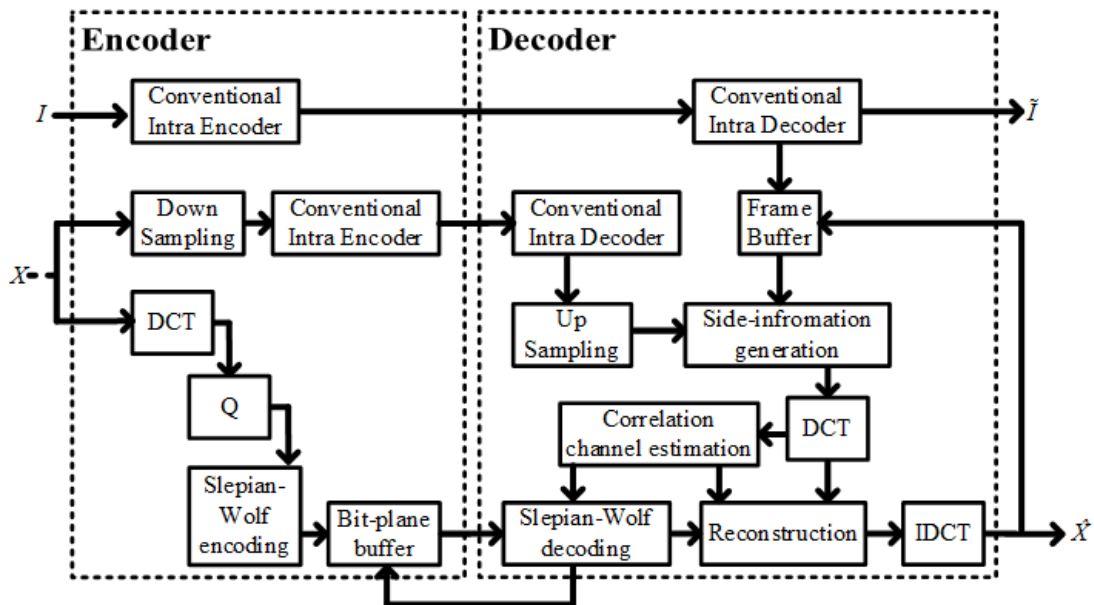 Encoder
Decoder
I
Conventional
Intra Encoder
Conventional
Intra Decoder
Ĩ
X
Down
Sampling
Conventional
Intra Encoder
Conventional
Intra Decoder
Frame
Buffer
DCT
Up
Sampling
Side-infromation
generation
Q
Correlation
channel estimation
DCT
Slepian-
Wolf
encoding
Bit-plane
buffer
Slepian-Wolf
decoding
Reconstruction
IDCT
X̂